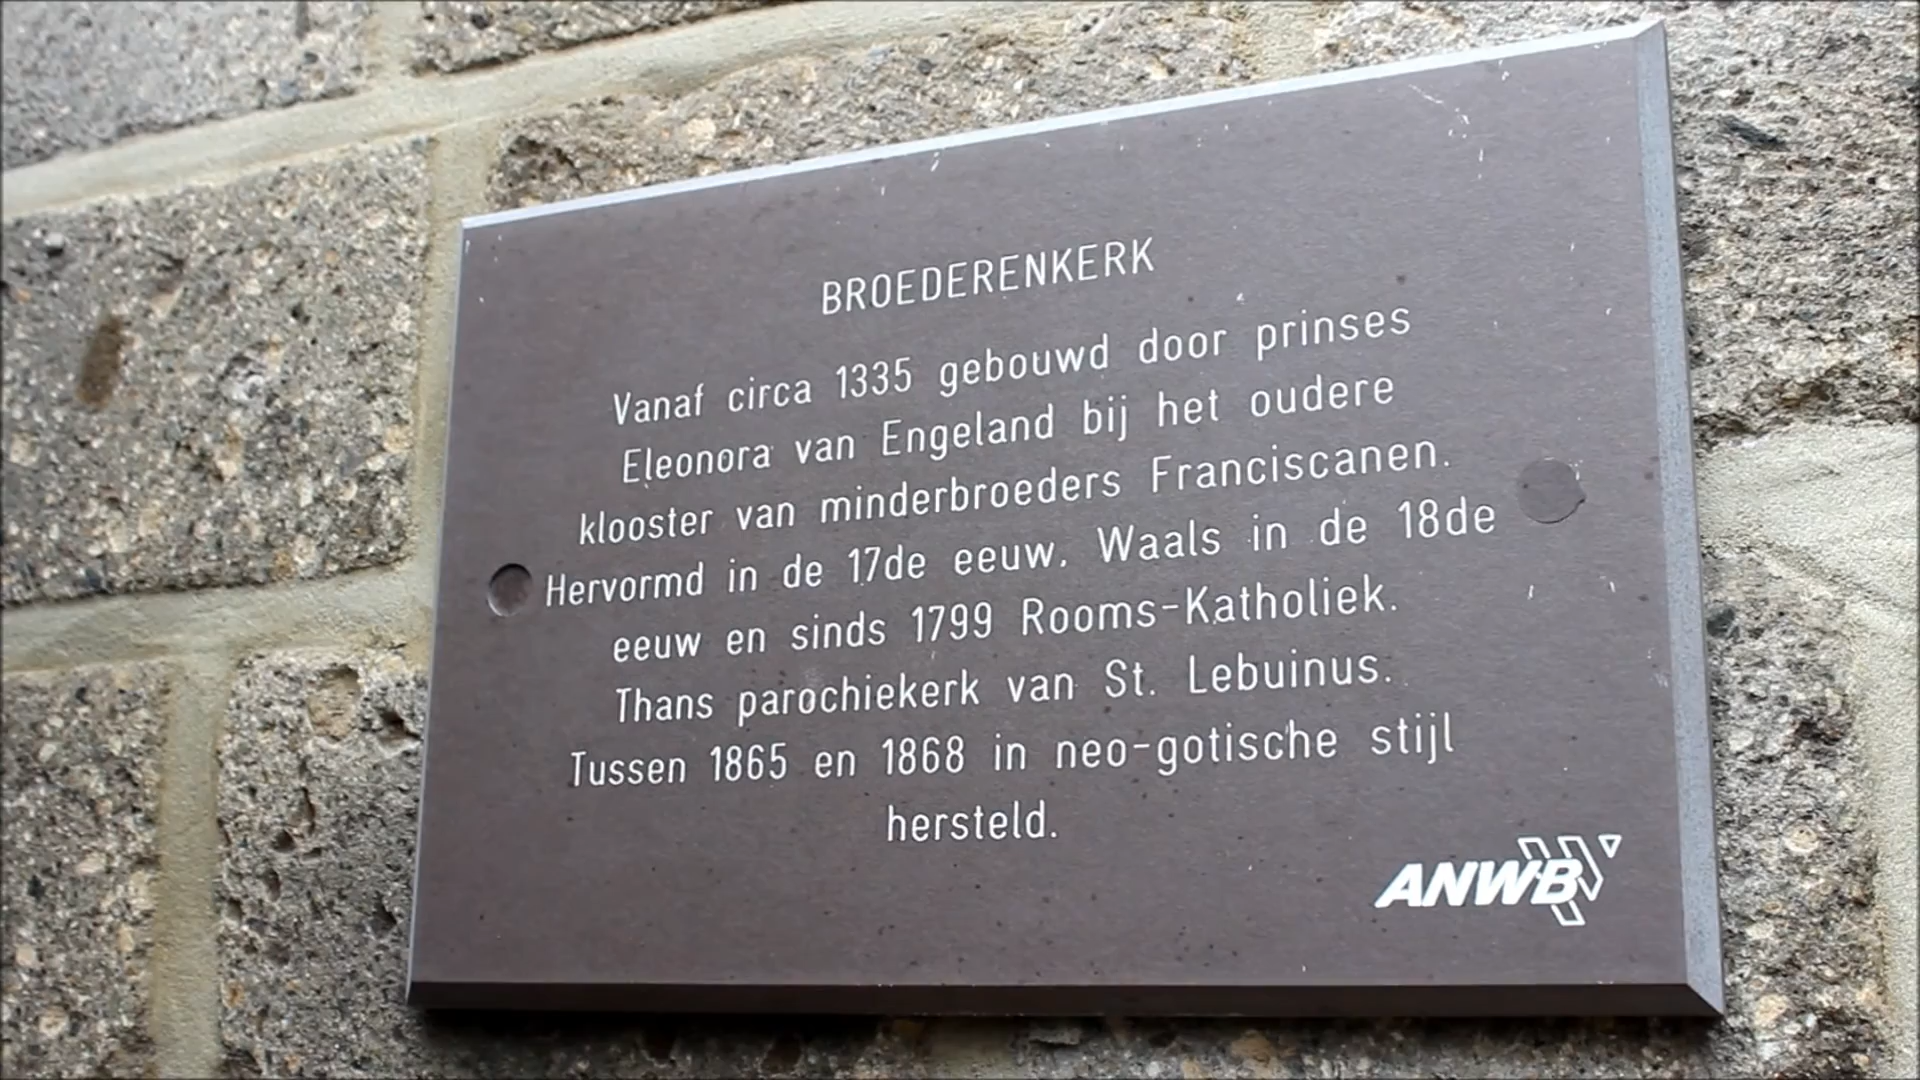 BROEDERENKERK
Vanaf circa 1335 gebouwd door prinses
Eleonora van Engeland bij het oudere
klooster van minderbroeders Franciscanen.
Hervormd in de 17de eeuw. Waals in de 18de
eeuw en sinds 1799 Rooms-Katholiek.
Thans parochiekerk van St. Lebuinus.
Tussen 1865 en 1868 in neo-gotische stijl
hersteld.
ANWB